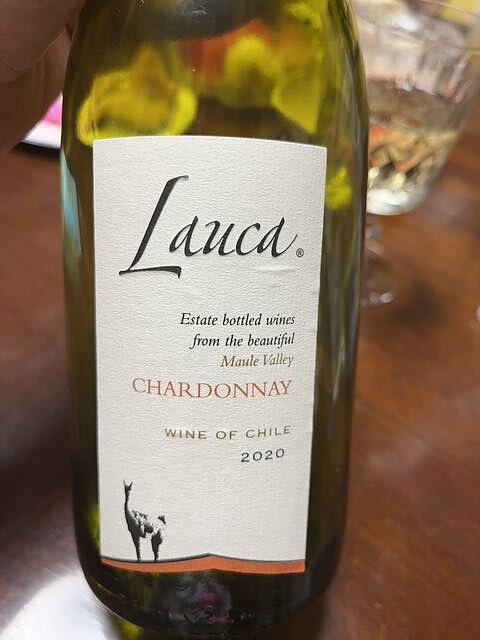 Lauca®
Estate bottled wines
from the beautiful
Maule Valley
CHARDONNAY
WINE OF CHILE
2020